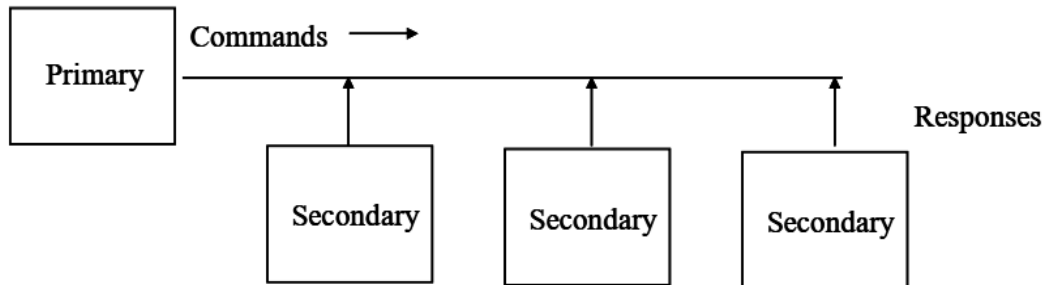 Commands
Primary
Responses
Secondary
Secondary
Secondary